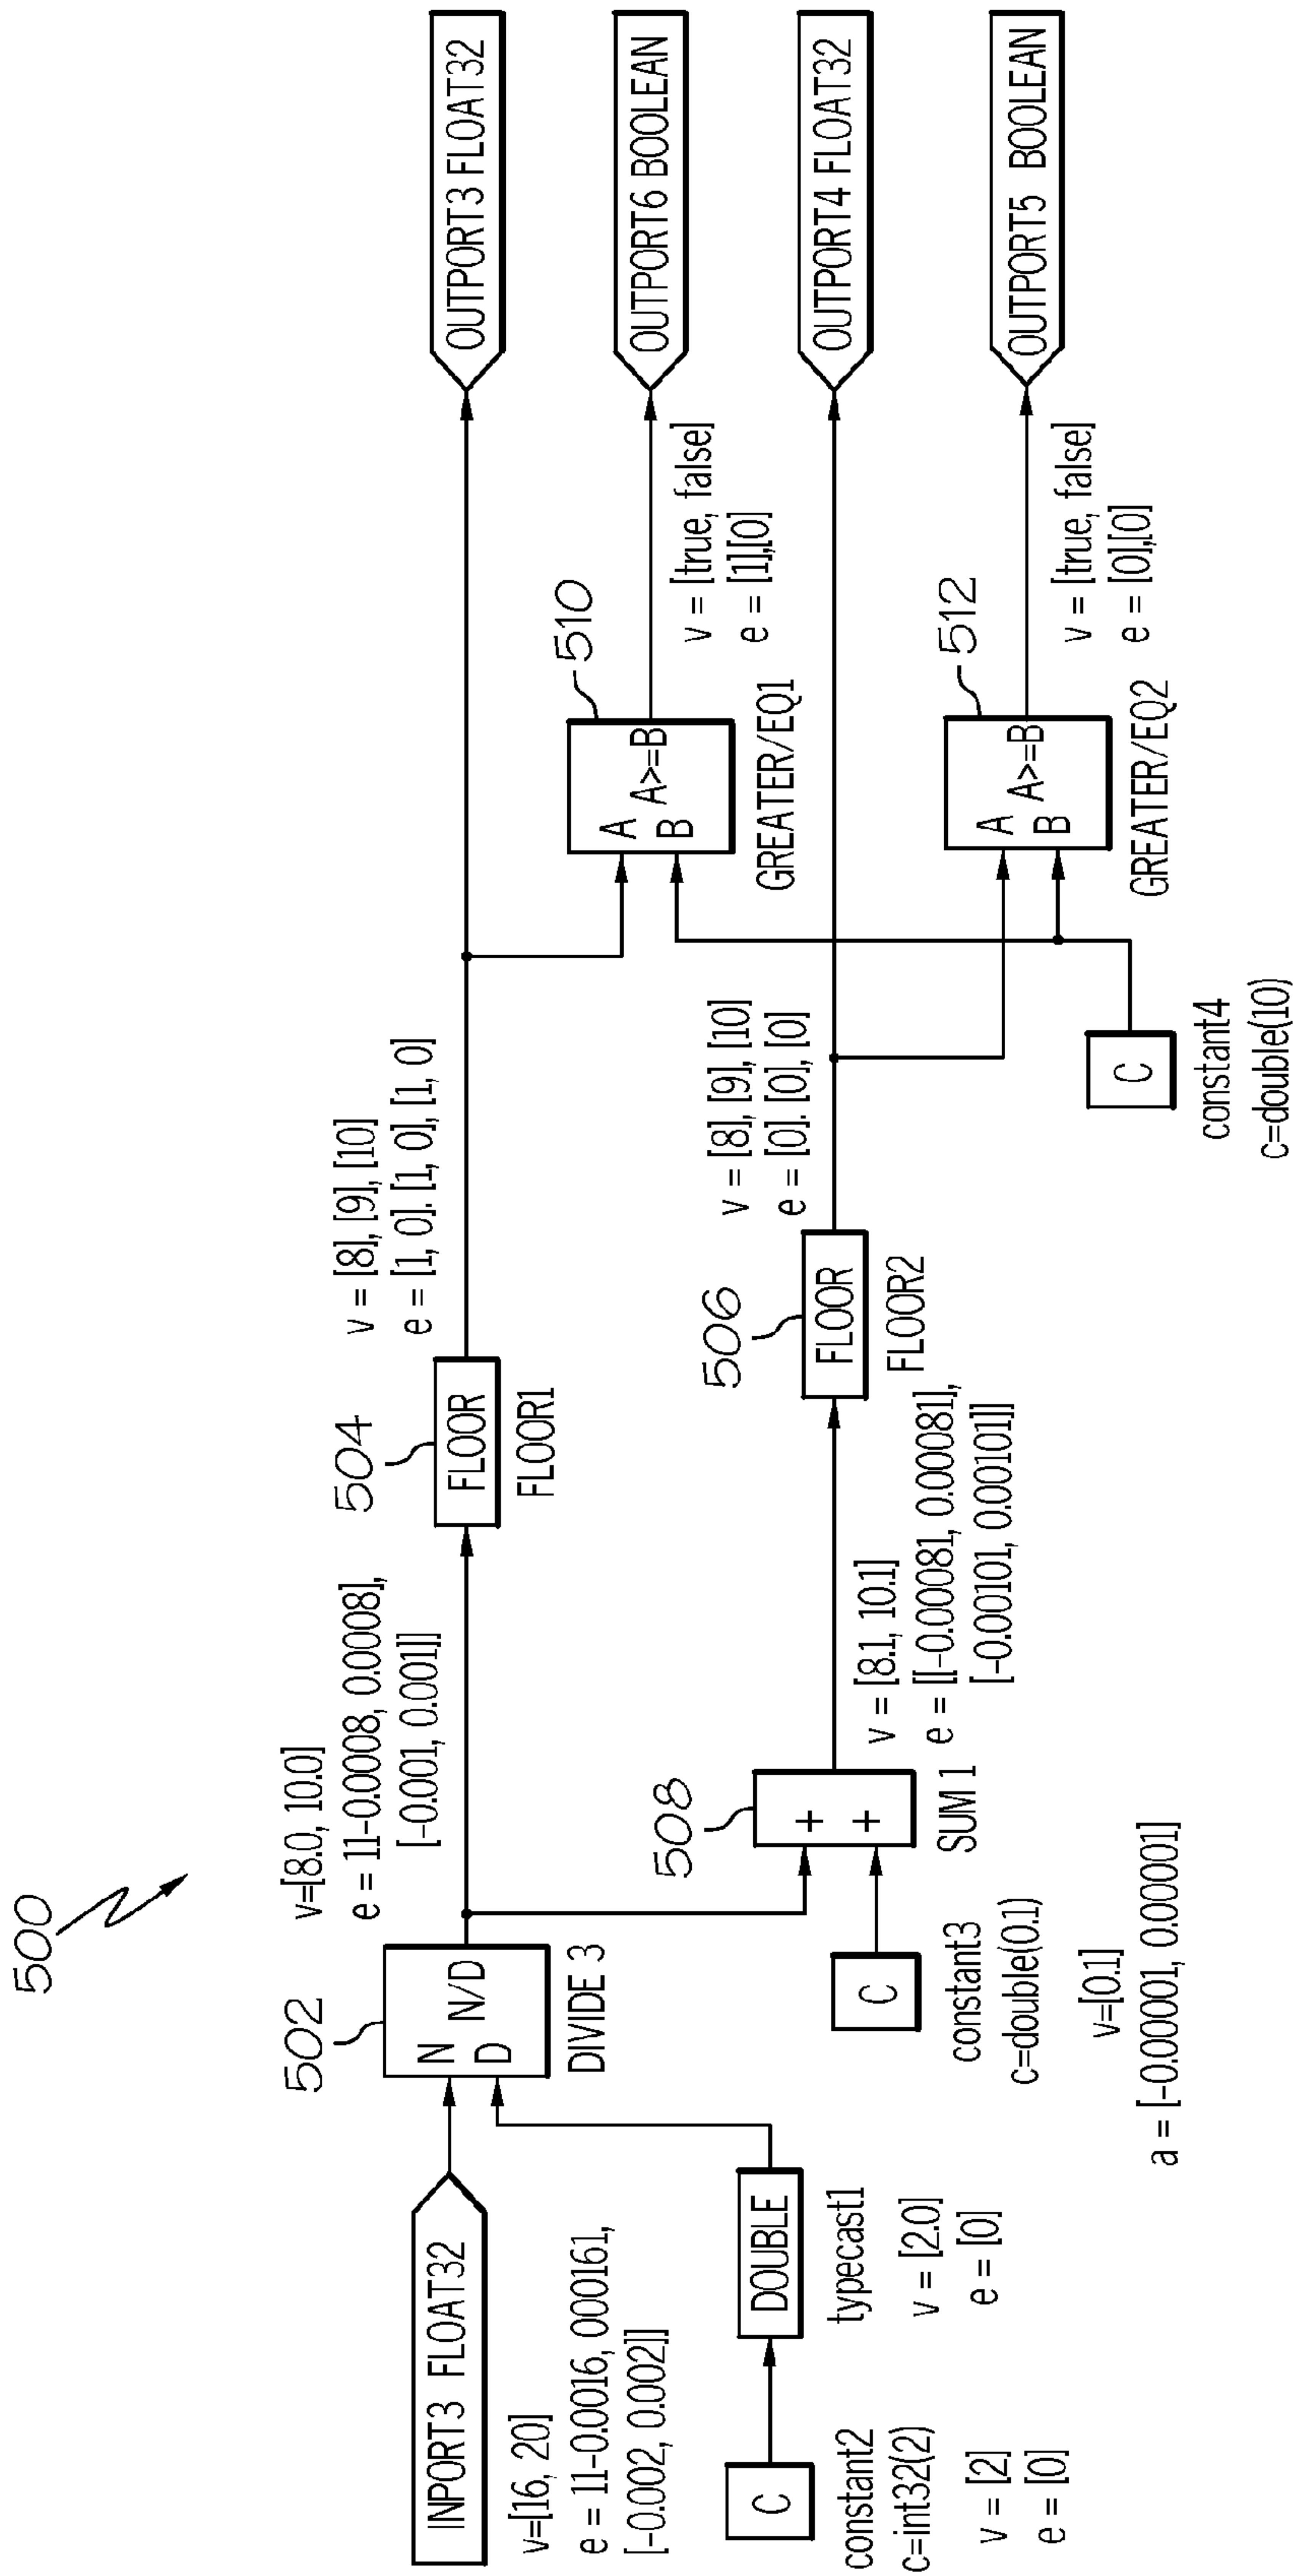 500
INPORT3 FLOAT32
v=[16, 20]
e = 11-0.0016, 000161,
[-0.002, 0.002]]
C
constant2
c=int32(2)
v = [2]
e = [0]
DOUBLE
typecast1
v = [2.0]
e = [0]
502
N
D
N/D
DIVIDE 3
v=[8.0, 10.0]
e = 11-0.0008, 0.0008],
[-0.001, 0.001]]
C
constant3
c=double(0.1)
v=[0.1]
a = [-0.00001, 0.00001]
508
+
+
SUM 1
v = [8.1, 10.1]
e = [[-0.00081, 0.00081],
[-0.00101, 0.00101]]
504
FLOOR
FLOOR1
v = [8], [9], [10]
e = [1, 0]. [1, 0], [1, 0]
506
FLOOR
FLOOR2
v = [8], [9], [10]
e = [0]. [0], [0]
C
constant4
c=double(10)
510
A
B
A>=B
GREATER/EQ1
v = [true, false]
e = [1],[0]
512
A
B
A>=B
GREATER/EQ2
v = [true, false]
e = [0],[0]
OUTPORT3 FLOAT32
OUTPORT6 BOOLEAN
OUTPORT4 FLOAT32
OUTPORT5 BOOLEAN